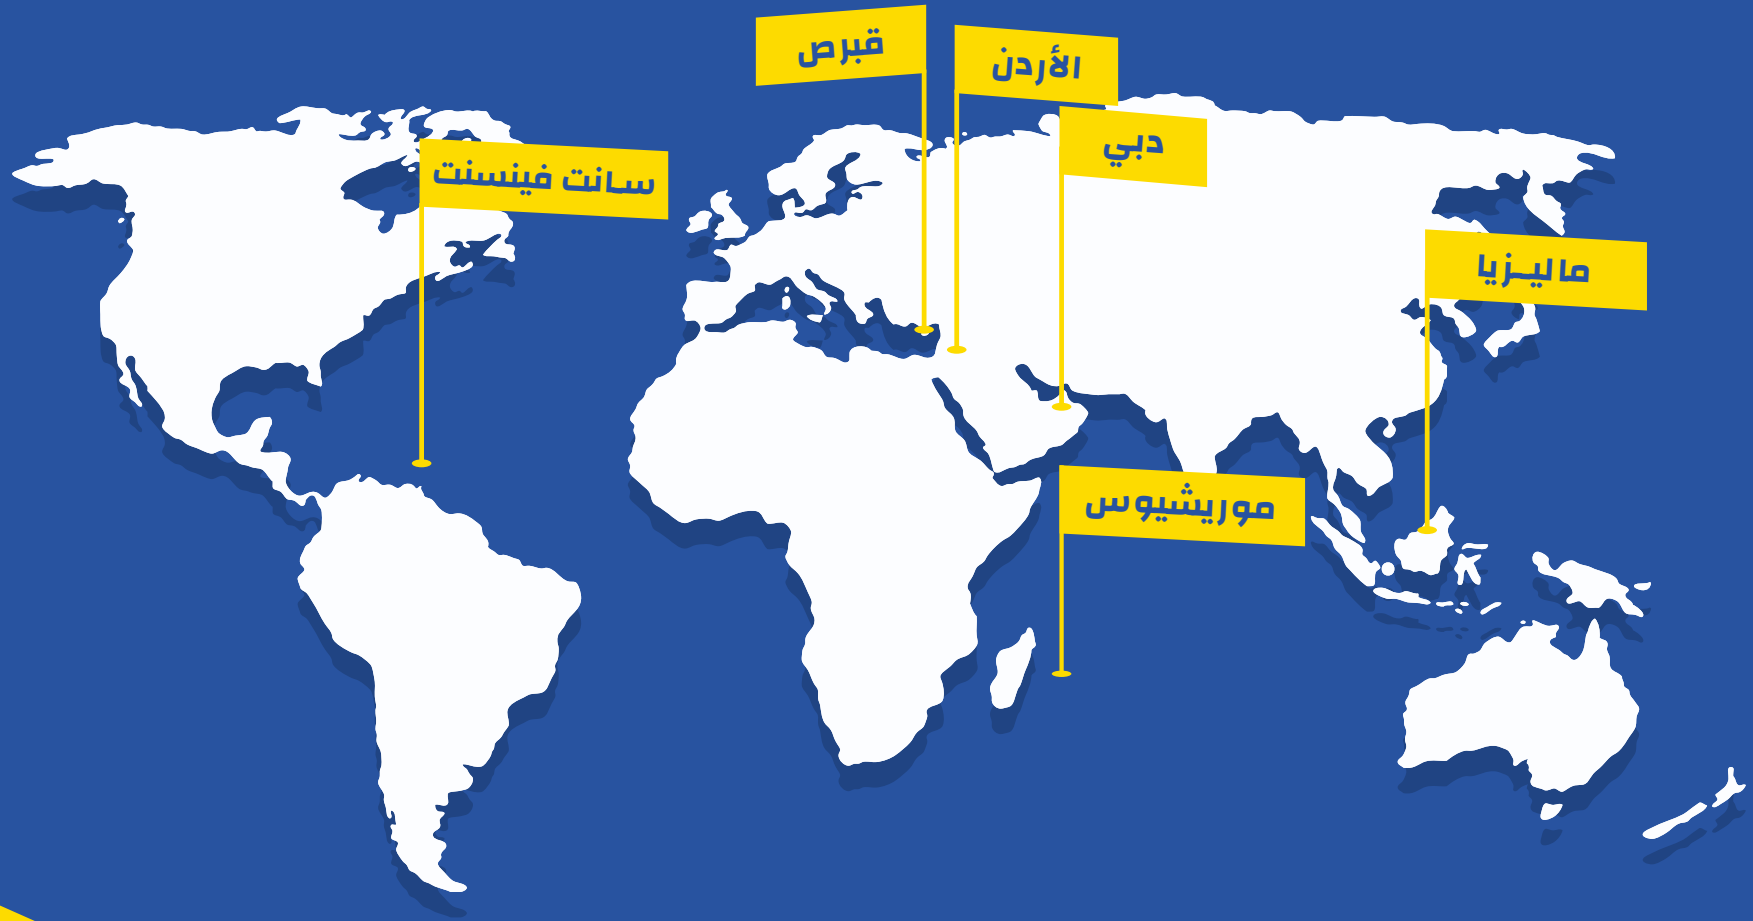 قبرص
الأردن
دبي
سانت فينسنت
ماليـزيا
موريشيوس